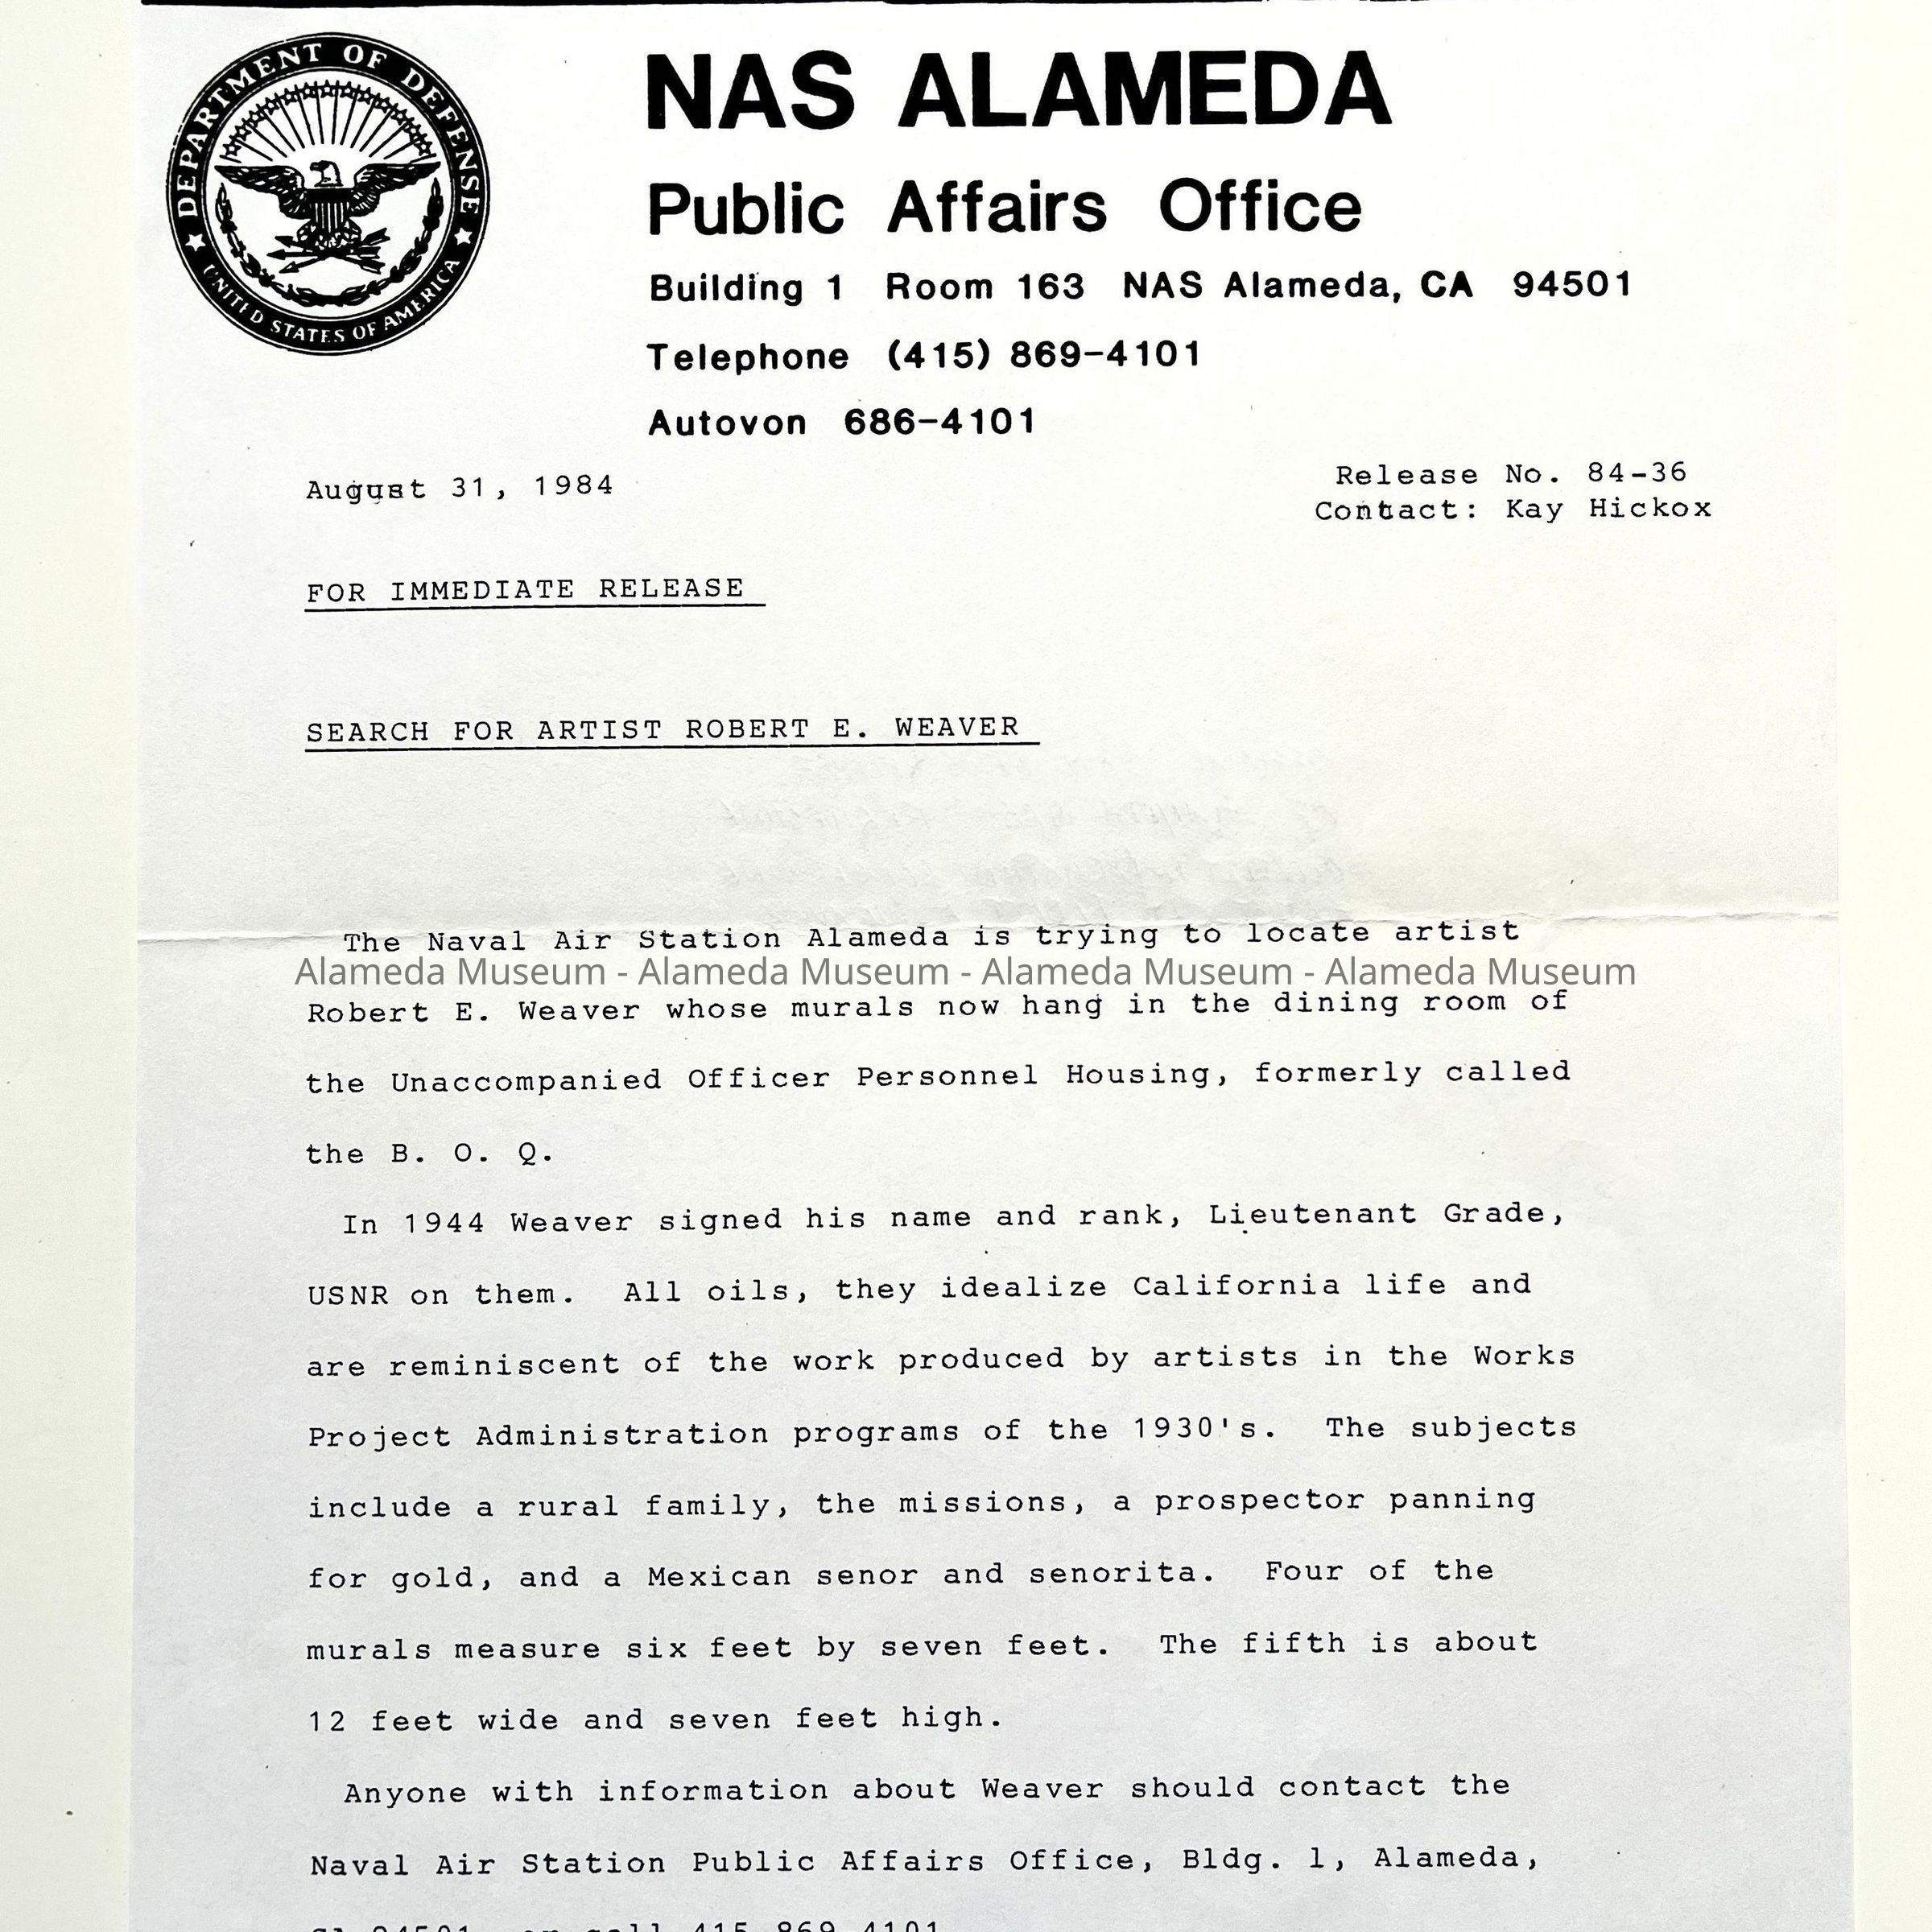 DEPARTMENT OF DEFENSE
UNITED STATES OF AMERICA
NAS ALAMEDA
Public Affairs Office
Building 1 Room 163 NAS Alameda, CA 94501
Telephone (415) 869-4101
Autovon 686-4101
August 31, 1984
Release No. 84-36
Contact: Kay Hickox
FOR IMMEDIATE RELEASE
SEARCH FOR ARTIST ROBERT E. WEAVER
The Naval Air Station Alameda is trying to locate artist
Alameda Museum - Alameda Museum - Alameda Museum - Alameda Museum
Robert E. Weaver whose murals now hang in the dining room of
the Unaccompanied Officer Personnel Housing, formerly called
the B. O. Q.
In 1944 Weaver signed his name and rank, Lieutenant Grade,
USNR on them. All oils, they idealize California life and
are reminiscent of the work produced by artists in the Works
Project Administration programs of the 1930's. The subjects
include a rural family, the missions, a prospector panning
for gold, and a Mexican senor and senorita. Four of the
murals measure six feet by seven feet. The fifth is about
12 feet wide and seven feet high.
Anyone with information about Weaver should contact the
Naval Air Station Public Affairs Office, Bldg. 1, Alameda,
94501 or call 415 869 4101